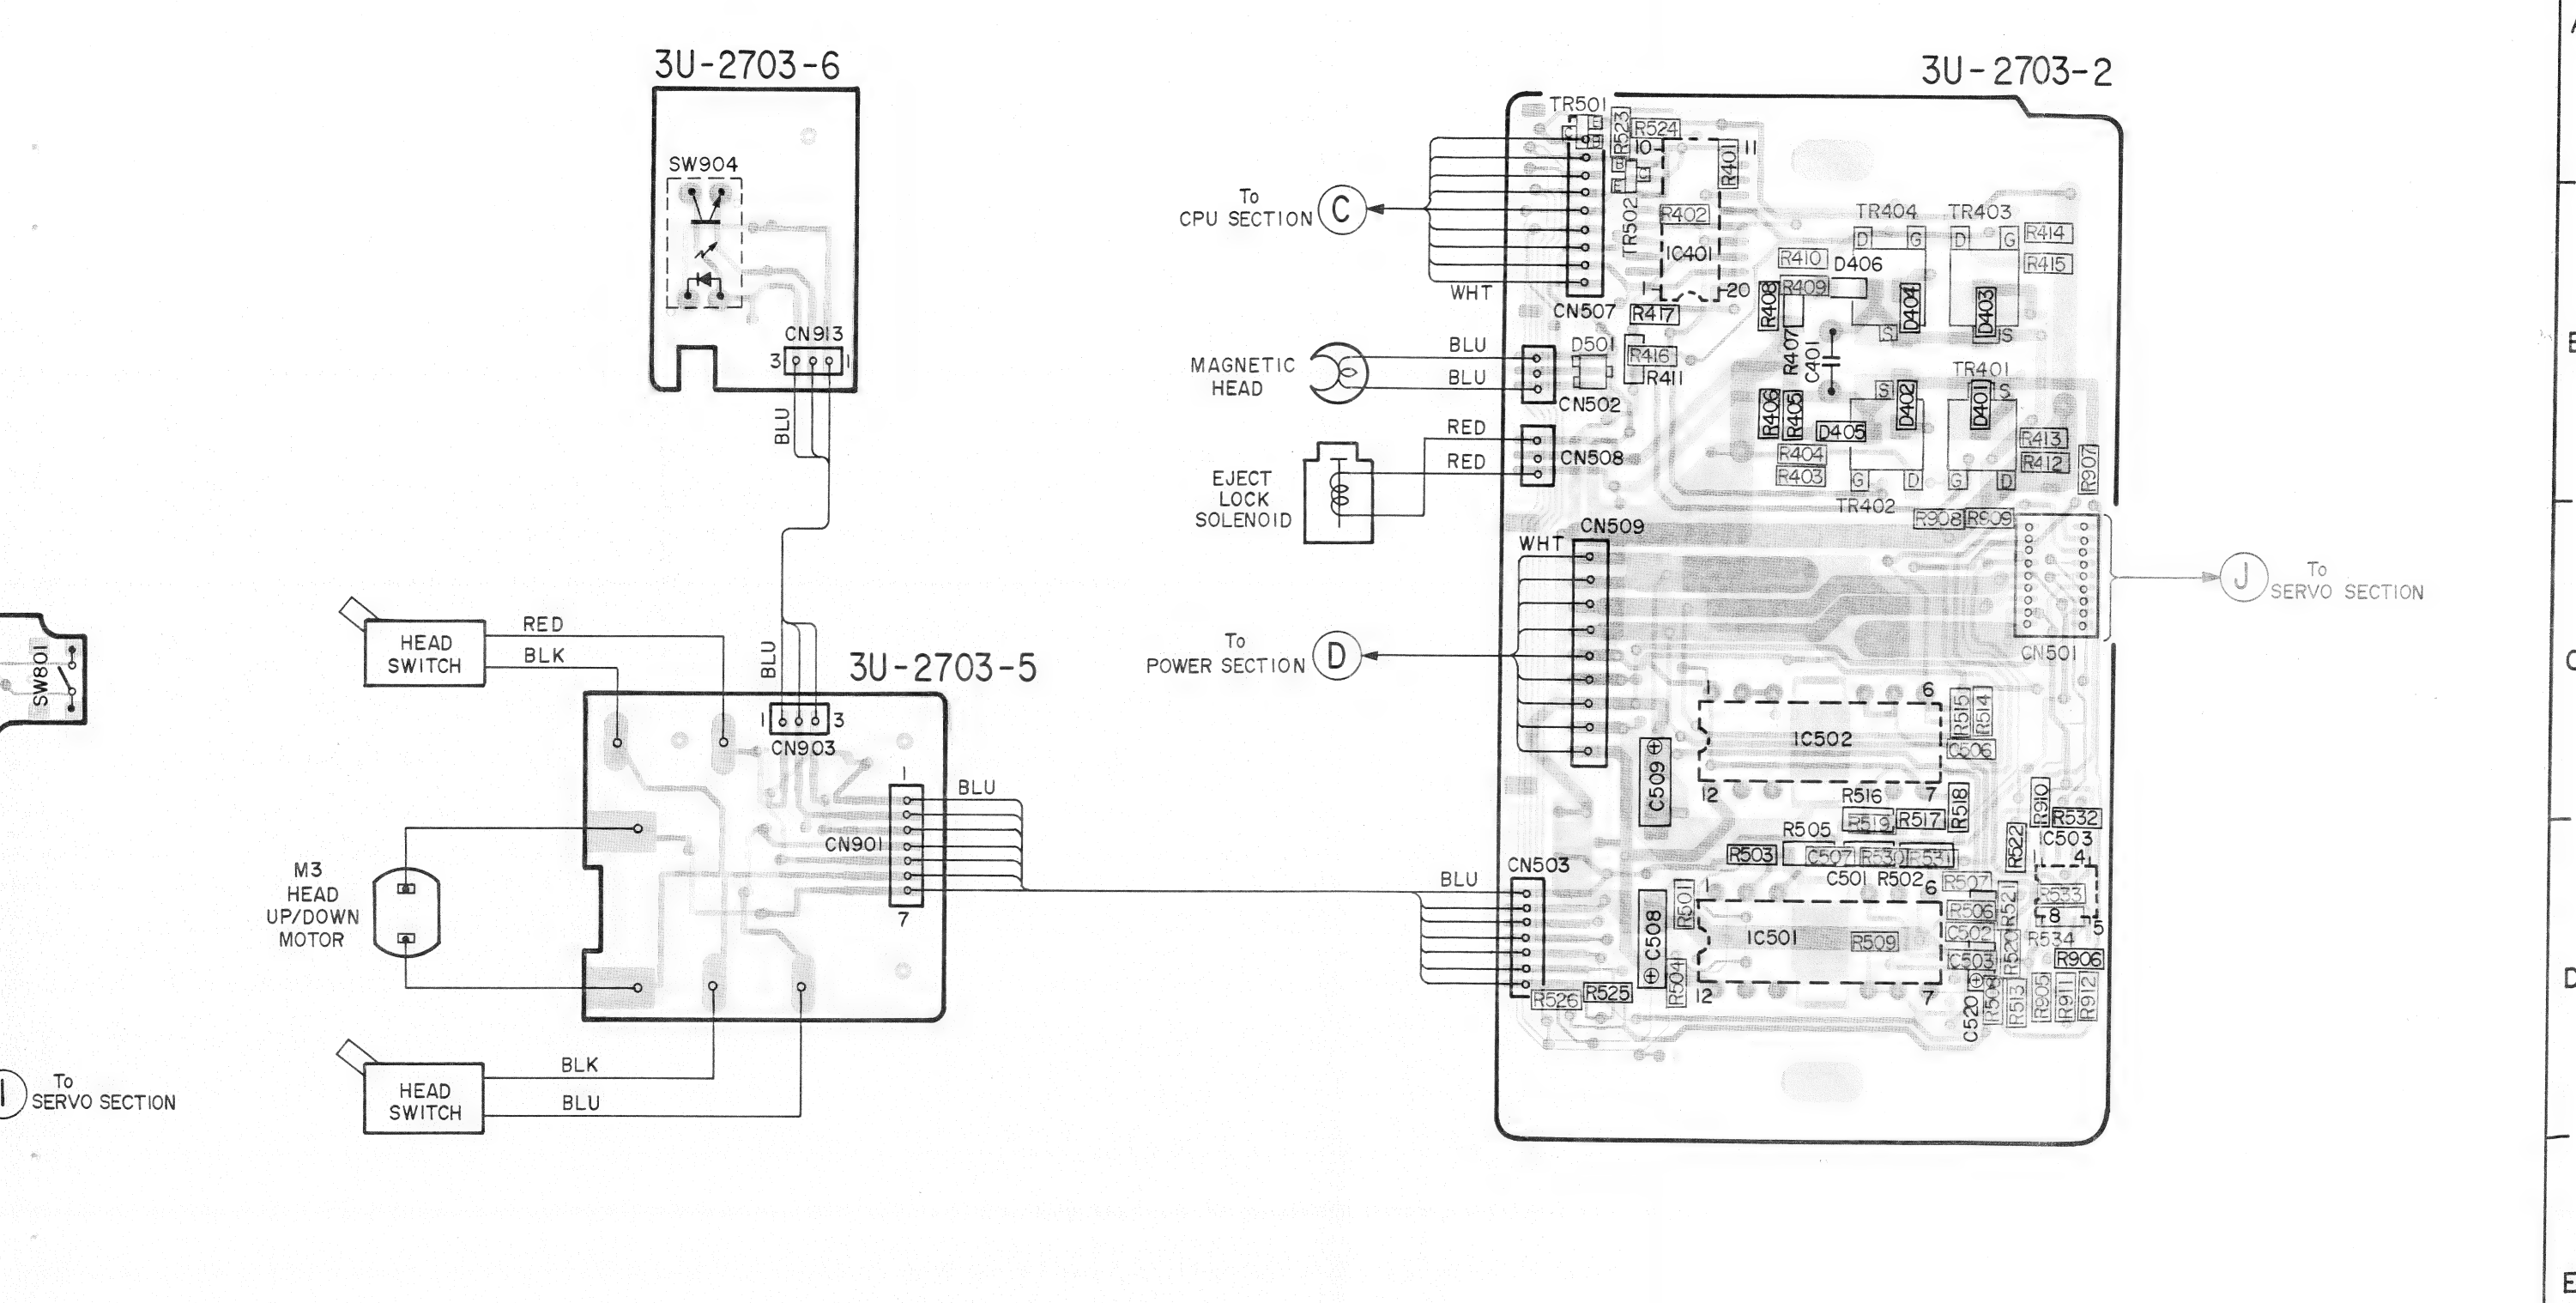 3U-2703-6
SW904
CN913
3
1
BLU
HEAD
SWITCH
RED
BLK
SW801
BLU
3U-2703-5
1
3
CN903
1
BLU
CN901
7
M3
HEAD
UP/DOWN
MOTOR
BLK
BLU
HEAD
SWITCH
I
To
SERVO SECTION
3U-2703-2
TR501
C
E
B
R523
R524
10
11
R401
B
E
C
TR502
R402
IC401
1
20
To
CPU SECTION
C
WHT
CN507
R417
TR404
TR403
D
G
D
G
R414
R415
R410
D406
R409
R408
D404
D403
S
S
R407
C401
MAGNETIC
HEAD
BLU
BLU
D501
R416
R411
CN502
TR401
S
S
R406
R405
D402
D401
D405
R404
R403
R413
R412
R907
G
D
G
D
TR402
R908
R909
EJECT
LOCK
SOLENOID
RED
RED
CN508
CN509
WHT
To
POWER SECTION
D
J
To
SERVO SECTION
CN501
1
6
IC502
12
7
R515
R514
C506
C509
R516
R519
R517
R518
R910
R532
R505
R503
C507
R530
R531
R522
IC503
4
C501
R502
R507
CN503
BLU
R501
1
6
R506
R521
R533
8
5
C508
IC501
R509
C502
R534
C503
R520
R906
R504
12
7
R526
R525
C520
R513
R905
R911
R912
A
B
C
D
E